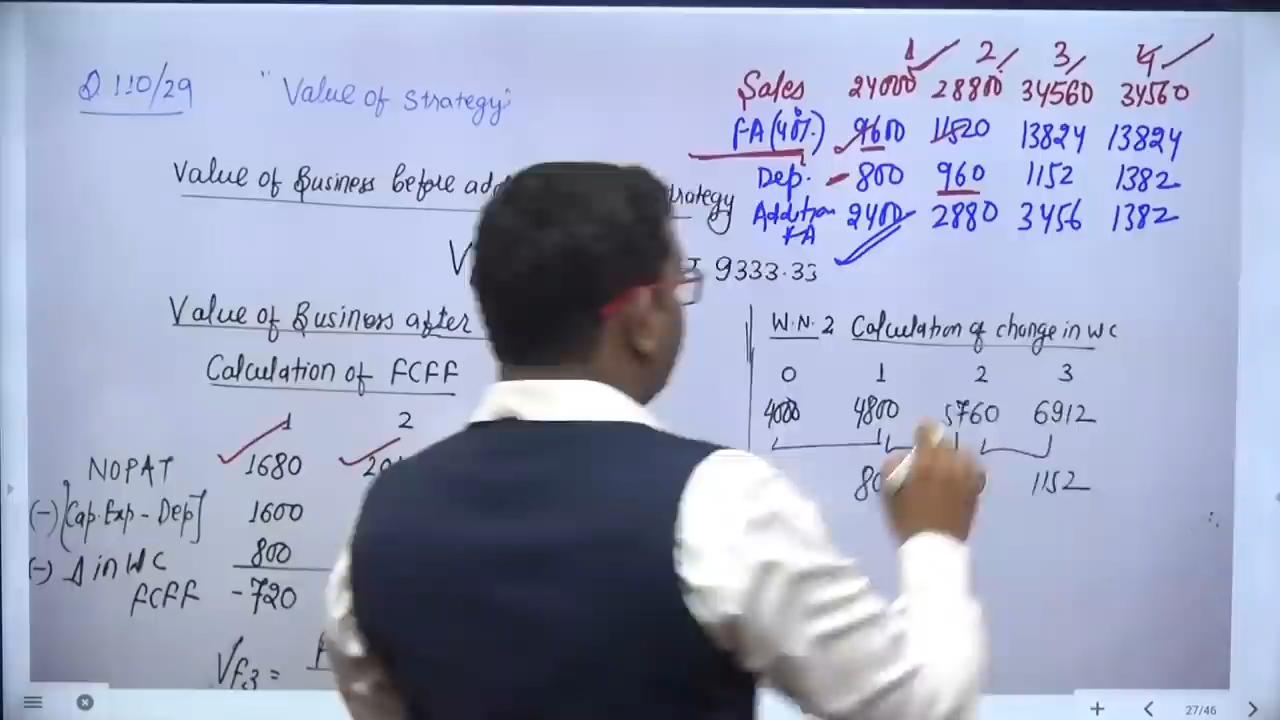 Q 110/29
"Value of Strategy"
1 2 3 4
Sales 24000 28800 34560 34560
FA (40%) 9600 11520 13824 13824
Dep. 800 960 1152 1382
Addition FA 2400 2880 3456 1382
Value of Business before
9333.33
Value of Business after
Calculation of FCFF
1 2
NOPAT 1680
(-) [Cap. Exp - Dep] 1600
(-) Δ in WC 800
FCFF -720
VF3 =
W.N. 2 Calculation of change in WC
0 1 2 3
4000 4800 5760 6912
1152
27/46